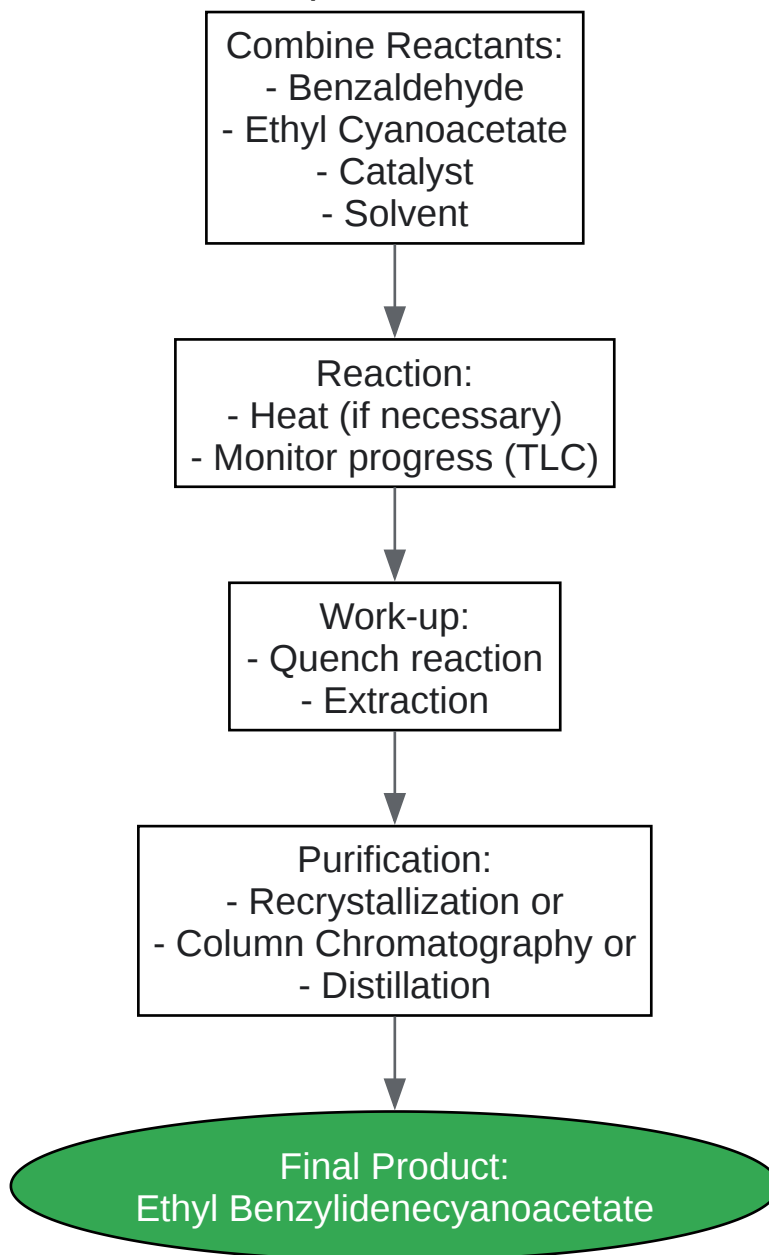 Combine Reactants:
- Benzaldehyde
- Ethyl Cyanoacetate
- Catalyst
- Solvent
Reaction:
- Heat (if necessary)
- Monitor progress (TLC)
Work-up:
- Quench reaction
- Extraction
Purification:
- Recrystallization or
- Column Chromatography or
- Distillation
Final Product:
Ethyl Benzylidenecyanoacetate